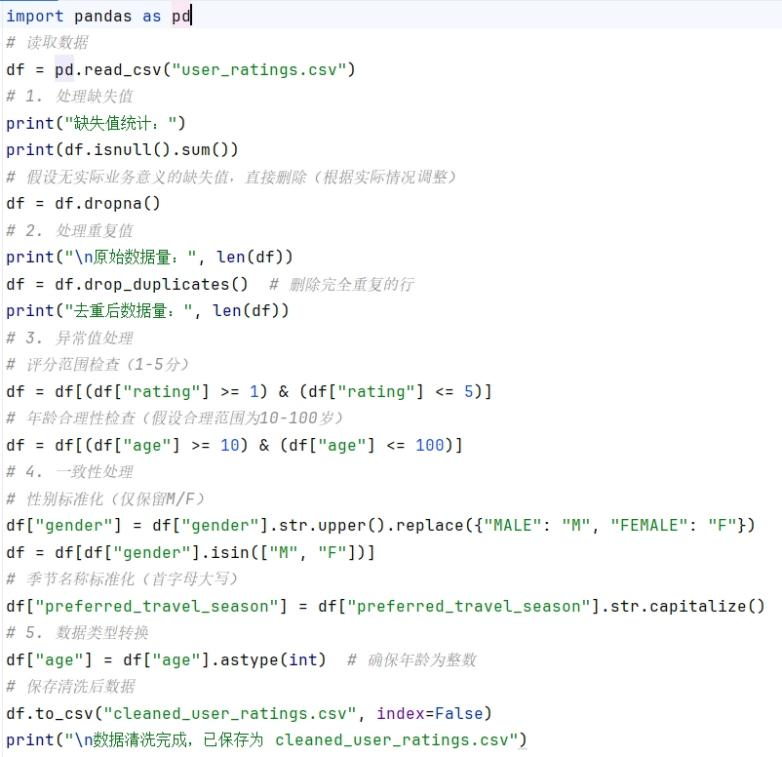 import pandas as pd
# 读取数据
df = pd.read_csv("user_ratings.csv")
# 1. 处理缺失值
print("缺失值统计：")
print(df.isnull().sum())
# 假设无实际业务意义的缺失值，直接删除（根据实际情况调整）
df = df.dropna()
# 2. 处理重复值
print("\n原始数据量：", len(df))
df = df.drop_duplicates()  # 删除完全重复的行
print("去重后数据量：", len(df))
# 3. 异常值处理
# 评分范围检查（1-5分）
df = df[(df["rating"] >= 1) & (df["rating"] <= 5)]
# 年龄合理性检查（假设合理范围为10-100岁）
df = df[(df["age"] >= 10) & (df["age"] <= 100)]
# 4. 一致性处理
# 性别标准化（仅保留M/F）
df["gender"] = df["gender"].str.upper().replace({"MALE": "M", "FEMALE": "F"})
df = df[df["gender"].isin(["M", "F"])]
# 季节名称标准化（首字母大写）
df["preferred_travel_season"] = df["preferred_travel_season"].str.capitalize()
# 5. 数据类型转换
df["age"] = df["age"].astype(int)  # 确保年龄为整数
# 保存清洗后数据
df.to_csv("cleaned_user_ratings.csv", index=False)
print("\n数据清洗完成，已保存为 cleaned_user_ratings.csv")